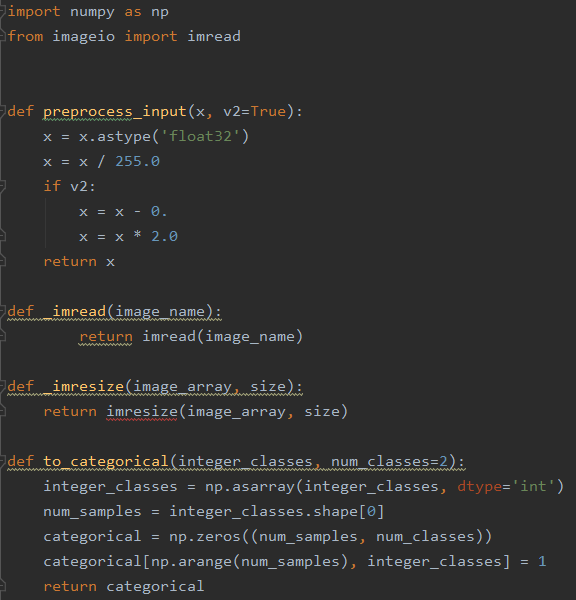 import numpy as np
from imageio import imread
def preprocess_input(x, v2=True):
    x = x.astype('float32')
    x = x / 255.0
    if v2:
        x = x - 0.
        x = x * 2.0
    return x
def _imread(image_name):
        return imread(image_name)
def _imresize(image_array, size):
    return imresize(image_array, size)
def to_categorical(integer_classes, num_classes=2):
    integer_classes = np.asarray(integer_classes, dtype='int')
    num_samples = integer_classes.shape[0]
    categorical = np.zeros((num_samples, num_classes))
    categorical[np.arange(num_samples), integer_classes] = 1
    return categorical